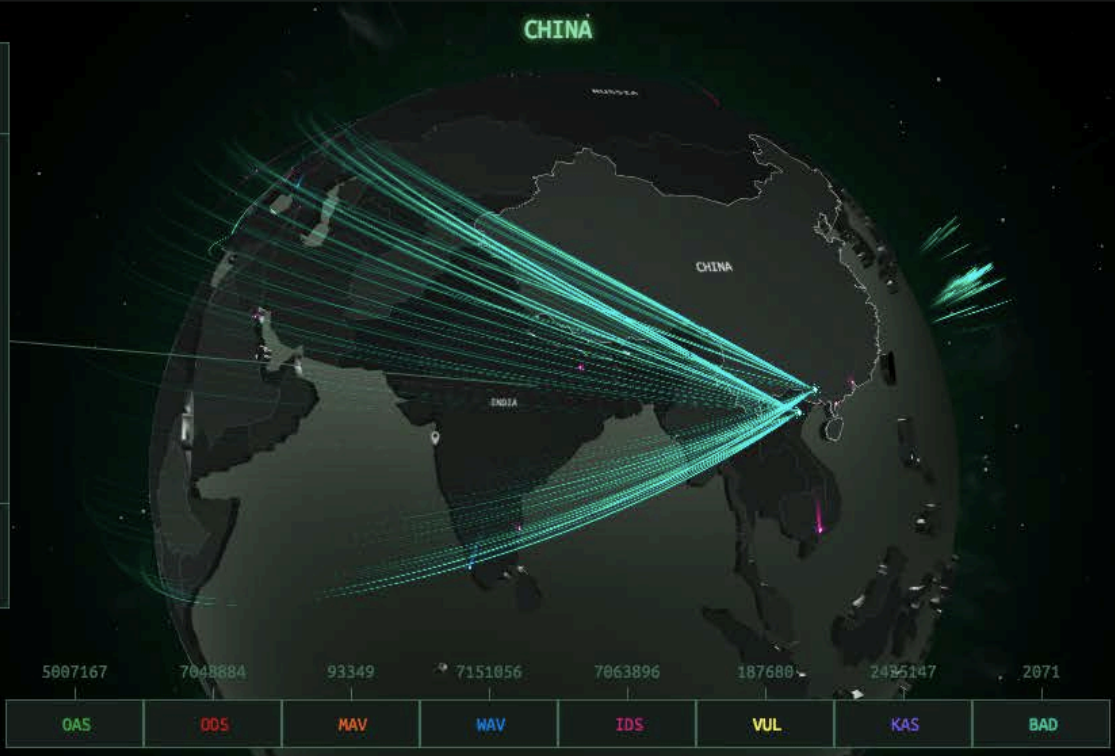 CHINA
RUSSIA
CHINA
INDIA
5007167 7048884 93349 7151056 7063896 187680 2425147 2071
OAS ODS MAV WAV IDS VUL KAS BAD